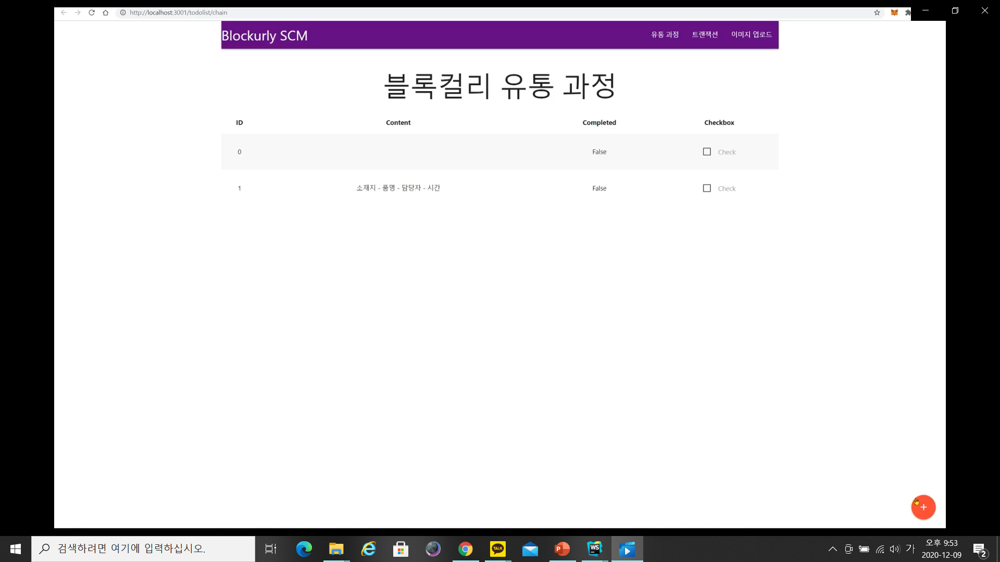 http://localhost:3001/todolist/chain
Blockurly SCM 유통 과정 트랜잭션 이미지 업로드
블록컬리 유통 과정
ID Content Completed Checkbox
0 False Check
1 소재지 - 품명 - 담당자 - 시간 False Check
+
검색하려면 여기에 입력하십시오.
TALK
P
WS
가
오후 9:53
2020-12-09
2